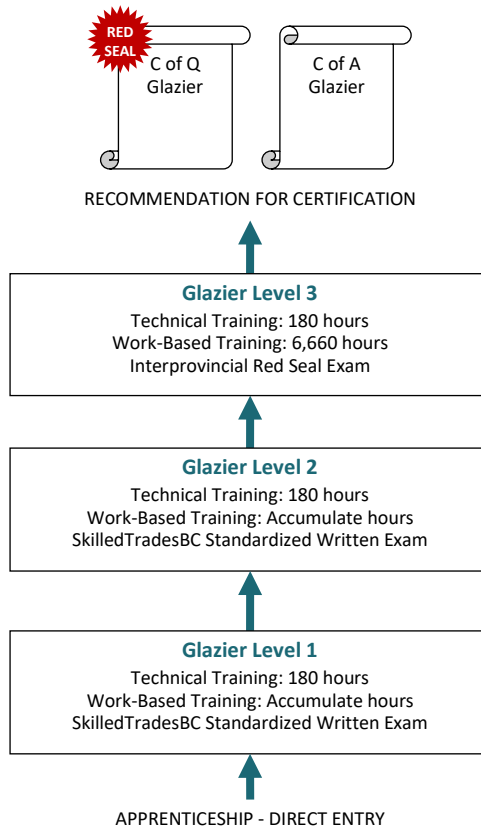 RED
SEAL
C of Q
Glazier
C of A
Glazier
RECOMMENDATION FOR CERTIFICATION
Glazier Level 3
Technical Training: 180 hours
Work-Based Training: 6,660 hours
Interprovincial Red Seal Exam
Glazier Level 2
Technical Training: 180 hours
Work-Based Training: Accumulate hours
SkilledTradesBC Standardized Written Exam
Glazier Level 1
Technical Training: 180 hours
Work-Based Training: Accumulate hours
SkilledTradesBC Standardized Written Exam
APPRENTICESHIP - DIRECT ENTRY